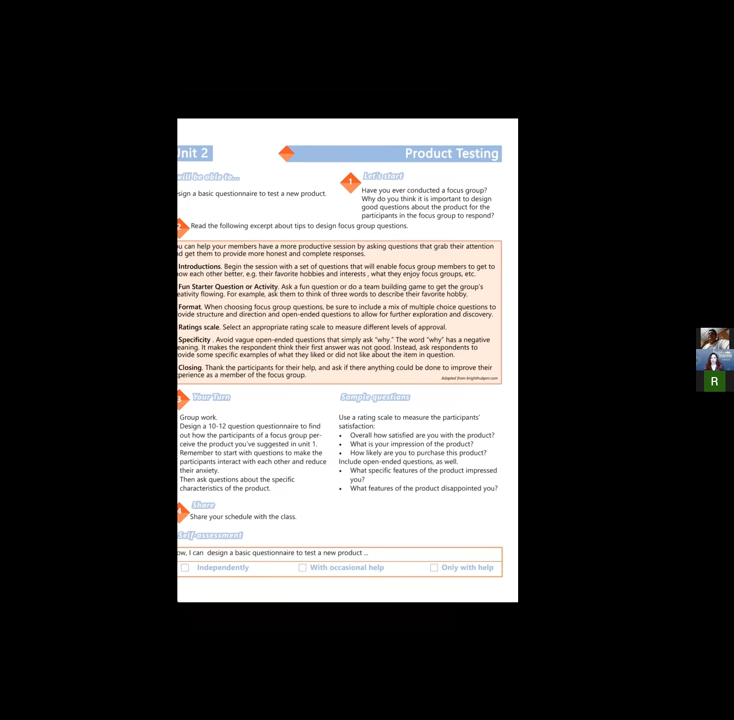 Unit 2
Product Testing
will be able to...
esign a basic questionnaire to test a new product.
1
Let's start
Have you ever conducted a focus group?
Why do you think it is important to design
good questions about the product for the
participants in the focus group to respond?
2
Read the following excerpt about tips to design focus group questions.
u can help your members have a more productive session by asking questions that grab their attention
d get them to provide more honest and complete responses.
Introductions. Begin the session with a set of questions that will enable focus group members to get to
ow each other better, e.g. their favorite hobbies and interests , what they enjoy focus groups, etc.
Fun Starter Question or Activity. Ask a fun question or do a team building game to get the group's
eativity flowing. For example, ask them to think of three words to describe their favorite hobby.
Format. When choosing focus group questions, be sure to include a mix of multiple choice questions to
ovide structure and direction and open-ended questions to allow for further exploration and discovery.
Ratings scale. Select an appropriate rating scale to measure different levels of approval.
Specificity . Avoid vague open-ended questions that simply ask "why." The word "why" has a negative
eaning. It makes the respondent think their first answer was not good. Instead, ask respondents to
ovide some specific examples of what they liked or did not like about the item in question.
Closing. Thank the participants for their help, and ask if there anything could be done to improve their
perience as a member of the focus group.
Adapted from brighthubpm.com
3
Your Turn
Group work.
Design a 10-12 question questionnaire to find
out how the participants of a focus group per-
ceive the product you've suggested in unit 1.
Remember to start with questions to make the
participants interact with each other and reduce
their anxiety.
Then ask questions about the specific
characteristics of the product.
Sample questions
Use a rating scale to measure the participants'
satisfaction:
• Overall how satisfied are you with the product?
• What is your impression of the product?
• How likely are you to purchase this product?
Include open-ended questions, as well.
• What specific features of the product impressed
you?
• What features of the product disappointed you?
4
Share
Share your schedule with the class.
Self-assessment
ow, I can design a basic questionnaire to test a new product ...
Independently
With occasional help
Only with help
R